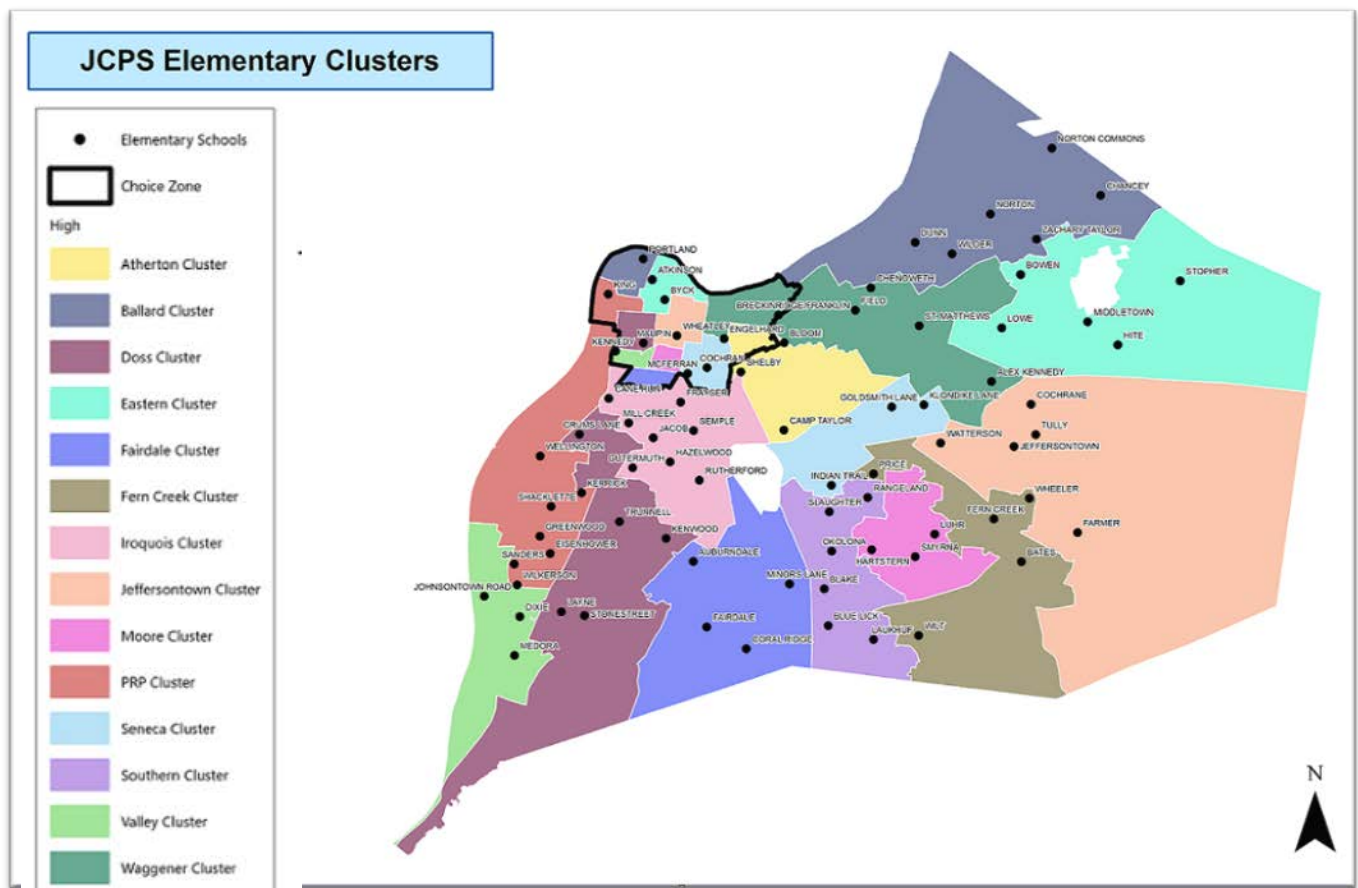 JCPS Elementary Clusters
Elementary Schools
Choice Zone
High
Atherton Cluster
Ballard Cluster
Doss Cluster
Eastern Cluster
Fairdale Cluster
Fern Creek Cluster
Iroquois Cluster
Jeffersontown Cluster
Moore Cluster
PRP Cluster
Seneca Cluster
Southern Cluster
Valley Cluster
Waggener Cluster
NORTON COMMONS
CHANCEY
NORTON
ZACHARY TAYLOR
DUNN
WILDER
PORTLAND
ATKINSON
BOWEN
STOPHER
CHENOWETH
KING
BYCK
BRECKINRIDGE/FRANKLIN
FIELD
MIDDLETOWN
ST MATTHEWS
LOWE
HITE
WHEATLEY
ENGELHARD
BLOOM
MAUPIN
KENNEDY
COCHRAN
MCFERRAN
SHELBY
ALEX KENNEDY
CANE RUN
FRAYSER
GOLDSMITH LANE
KLONDIKE LANE
COCHRANE
MILL CREEK
SEMPLE
CAMP TAYLOR
CRUMS LANE
JACOB
WATTERSON
TULLY
JEFFERSONTOWN
WELLINGTON
HAZELWOOD
GUTERMUTH
RUTHERFORD
PRICE
INDIAN TRAIL
KERRICK
RANGELAND
SHACKLETTE
SLAUGHTER
WHEELER
FERN CREEK
TRUNNELL
FARMER
GREENWOOD
KENWOOD
LUHR
EISENHOWER
OKOLONA
SMYRNA
SANDERS
AUBURNDALE
HARTSTERN
BATES
WILKERSON
MINORS LANE
BLAKE
JOHNSONTOWN ROAD
DIXIE
LAYNE
STONESTREET
FAIRDALE
BLUE LICK
LAUKHUF
WILT
MEDORA
CORAL RIDGE
N